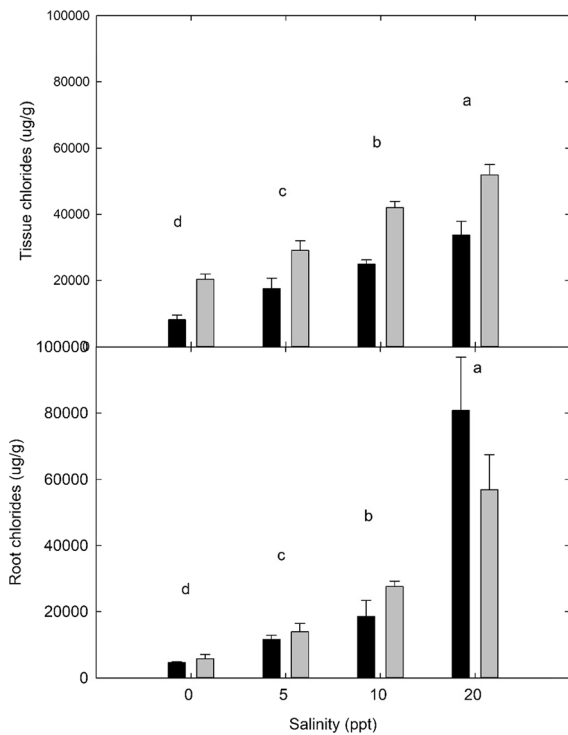 100000
80000
60000
40000
20000
0
Tissue chlorides (ug/g)
d
c
b
a
100000
80000
60000
40000
20000
0
Root chlorides (ug/g)
d
c
b
a
0 5 10 20
Salinity (ppt)